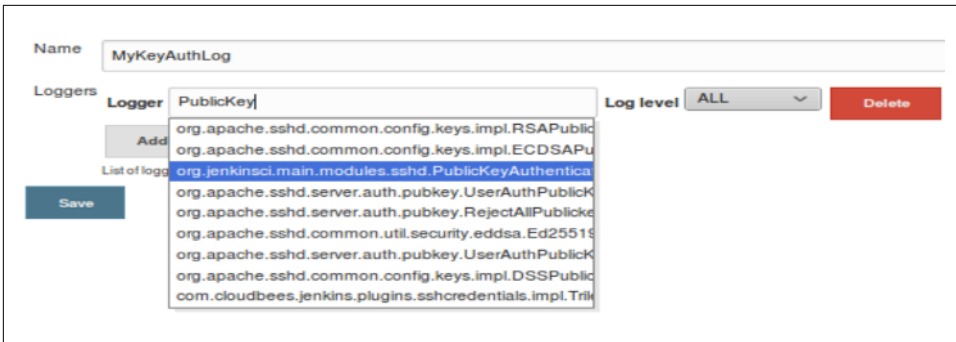 Name MyKeyAuthLog
Loggers Logger PublicKey Log level ALL Delete
org.apache.sshd.common.config.keys.impl.RSAPublic
Add org.apache.sshd.common.config.keys.impl.ECDSAPu
List of logg org.jenkinsci.main.modules.sshd.PublicKeyAuthentica
Save org.apache.sshd.server.auth.pubkey.UserAuthPublicK
org.apache.sshd.server.auth.pubkey.RejectAllPublicke
org.apache.sshd.common.util.security.eddsa.Ed25519
org.apache.sshd.server.auth.pubkey.UserAuthPublicK
org.apache.sshd.common.config.keys.impl.DSSPublic
com.cloudbees.jenkins.plugins.sshcredentials.impl.Trile